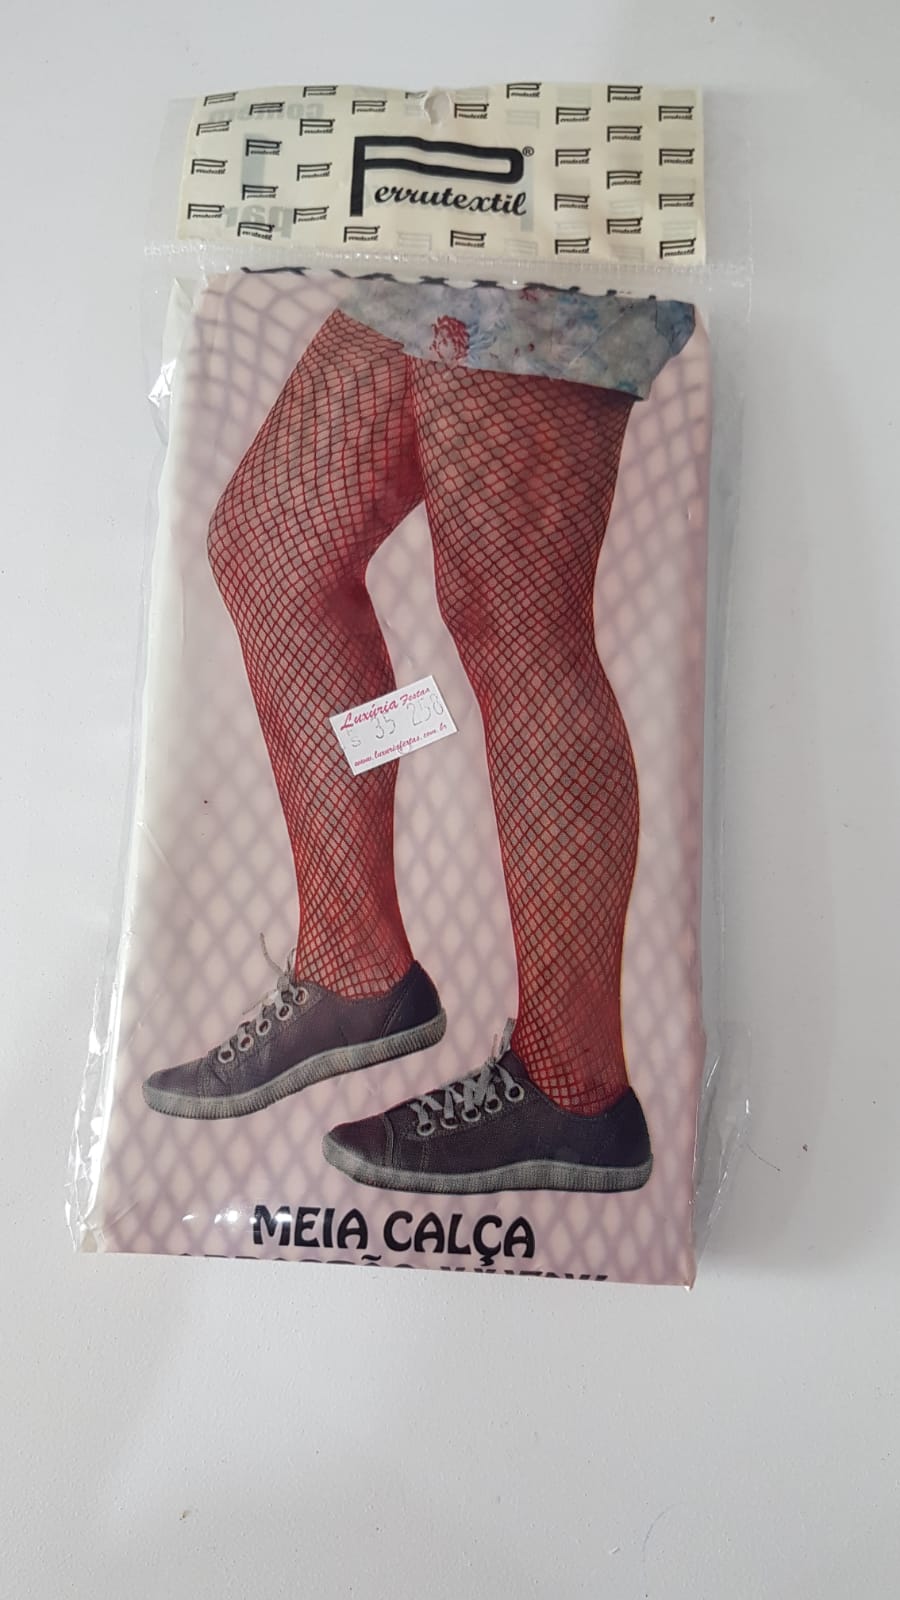 Perrutextil®
Luxúria Festas
35 258
www.luxuriafestas.com.br
MEIA CALÇA